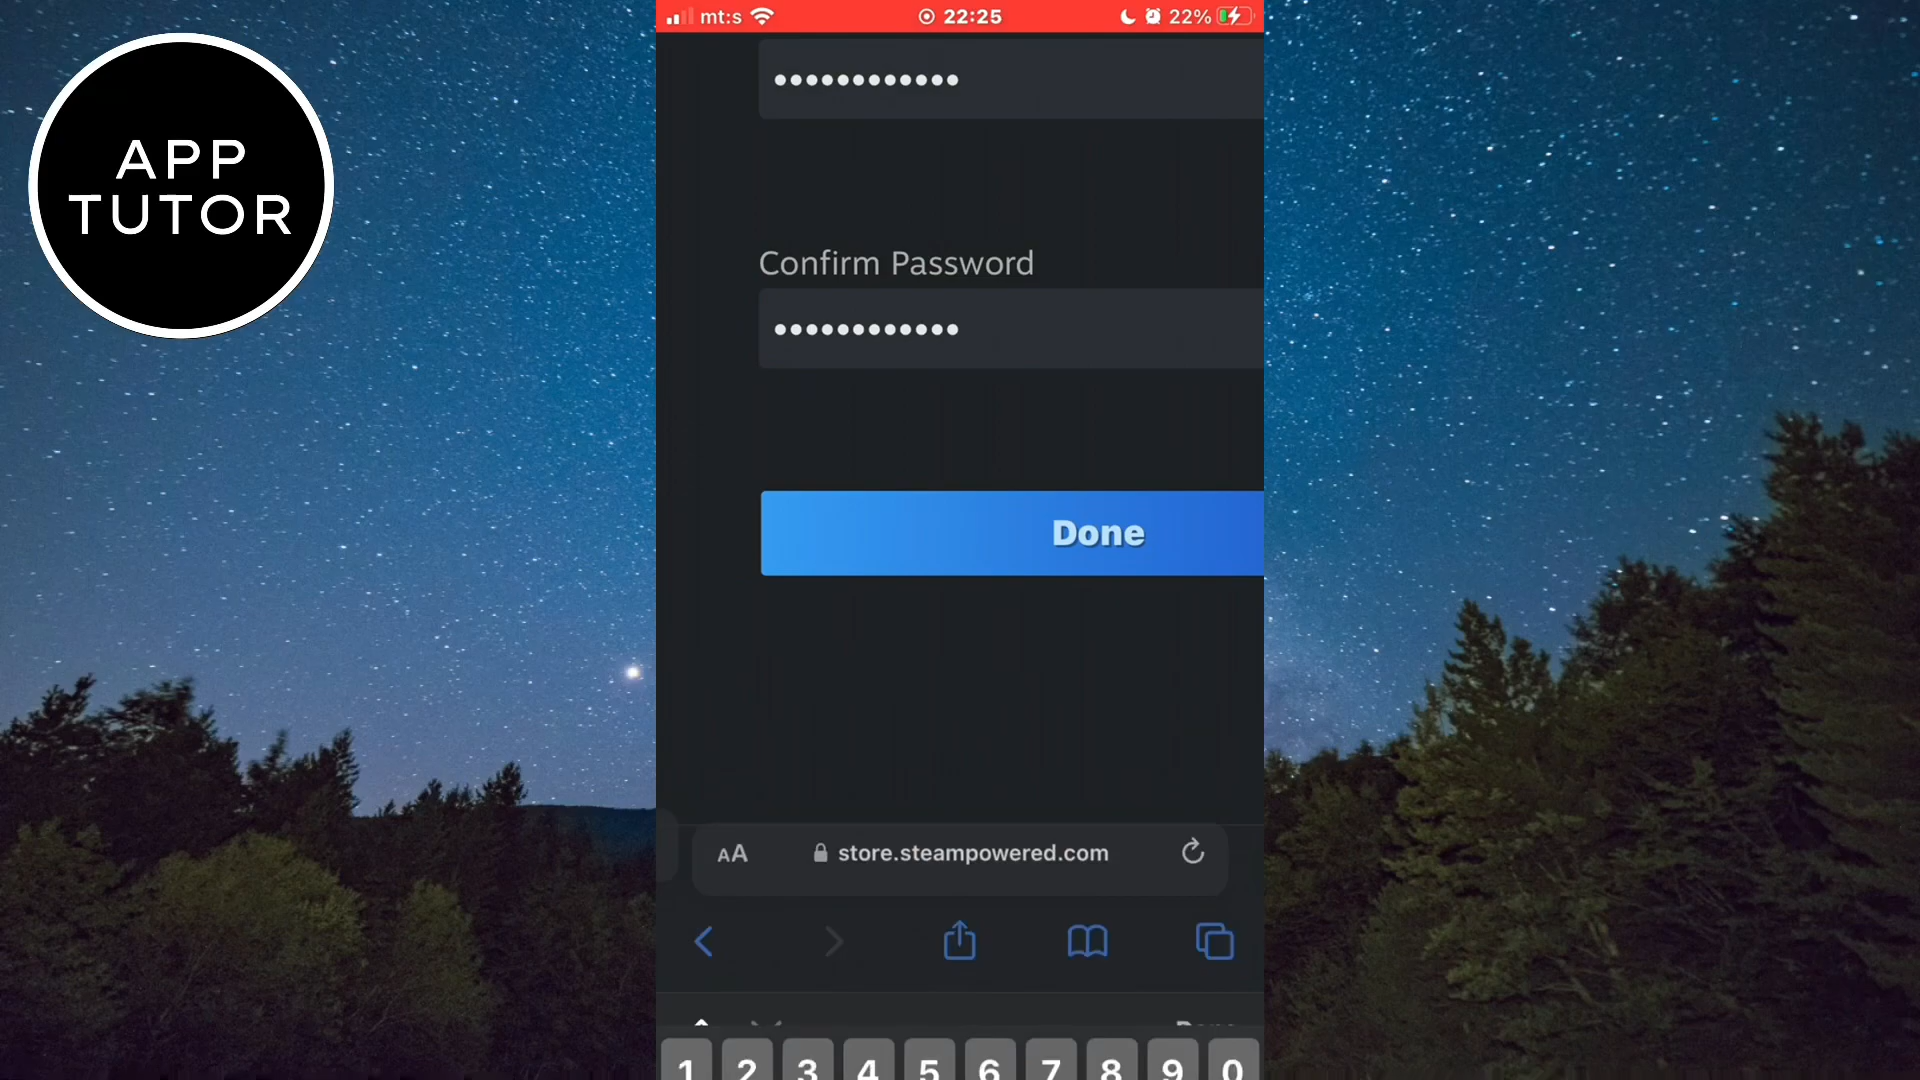 APP
TUTOR
mt:s 22:25 22%
••••••••••••
Confirm Password
••••••••••••
Done
AA store.steampowered.com
1 2 3 4 5 6 7 8 9 0